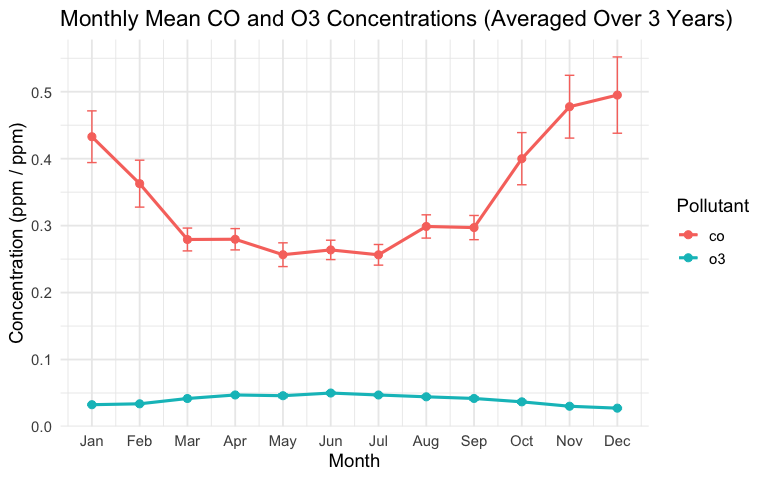 Monthly Mean CO and O3 Concentrations (Averaged Over 3 Years)
Concentration (ppm / ppm)
0.5
0.4
0.3
0.2
0.1
0.0
Jan Feb Mar Apr May Jun Jul Aug Sep Oct Nov Dec
Month
Pollutant
co
o3